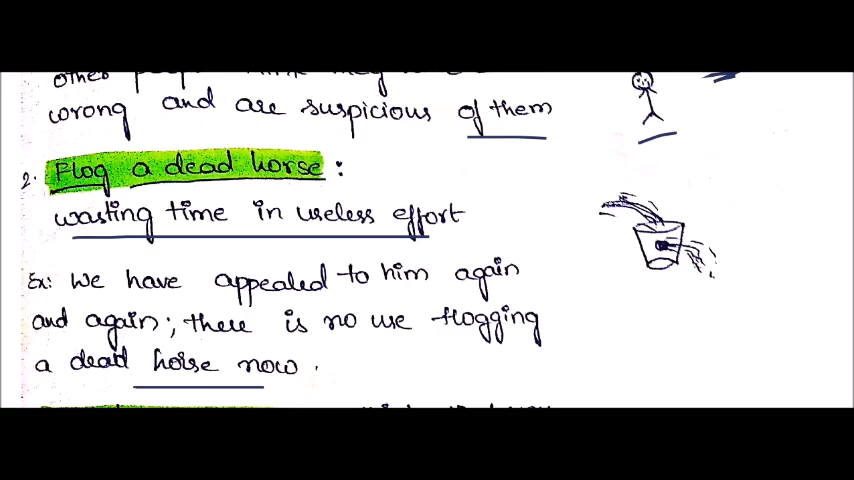 other
wrong and are suspicious of them
2. Flog a dead horse :
wasting time in useless effort
Ex: We have appealed to him again
and again; there is no use flogging
a dead horse now .